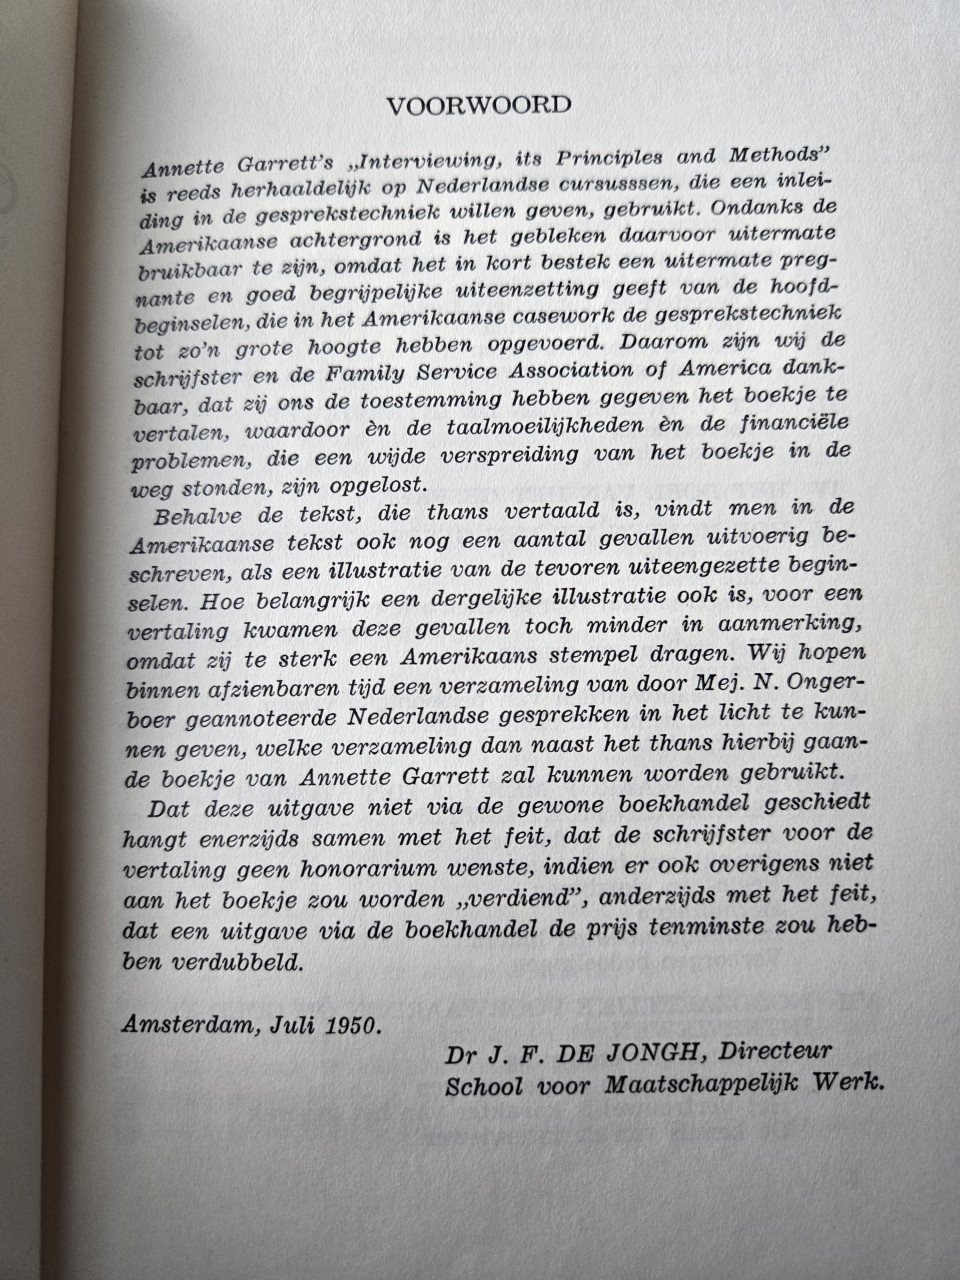 VOORWOORD
Annette Garrett's „Interviewing, its Principles and Methods”
is reeds herhaaldelijk op Nederlandse cursusssen, die een inlei-
ding in de gesprekstechniek willen geven, gebruikt. Ondanks de
Amerikaanse achtergrond is het gebleken daarvoor uitermate
bruikbaar te zijn, omdat het in kort bestek een uitermate preg-
nante en goed begrijpelijke uiteenzetting geeft van de hoofd-
beginselen, die in het Amerikaanse casework de gesprekstechniek
tot zo'n grote hoogte hebben opgevoerd. Daarom zijn wij de
schrijfster en de Family Service Association of America dank-
baar, dat zij ons de toestemming hebben gegeven het boekje te
vertalen, waardoor èn de taalmoeilijkheden èn de financiële
problemen, die een wijde verspreiding van het boekje in de
weg stonden, zijn opgelost.
Behalve de tekst, die thans vertaald is, vindt men in de
Amerikaanse tekst ook nog een aantal gevallen uitvoerig be-
schreven, als een illustratie van de tevoren uiteengezette begin-
selen. Hoe belangrijk een dergelijke illustratie ook is, voor een
vertaling kwamen deze gevallen toch minder in aanmerking,
omdat zij te sterk een Amerikaans stempel dragen. Wij hopen
binnen afzienbaren tijd een verzameling van door Mej. N. Onger-
boer geannoteerde Nederlandse gesprekken in het licht te kun-
nen geven, welke verzameling dan naast het thans hierbij gaan-
de boekje van Annette Garrett zal kunnen worden gebruikt.
Dat deze uitgave niet via de gewone boekhandel geschiedt
hangt enerzijds samen met het feit, dat de schrijfster voor de
vertaling geen honorarium wenste, indien er ook overigens niet
aan het boekje zou worden „verdiend”, anderzijds met het feit,
dat een uitgave via de boekhandel de prijs tenminste zou heb-
ben verdubbeld.
Amsterdam, Juli 1950.
Dr J. F. DE JONGH, Directeur
School voor Maatschappelijk Werk.